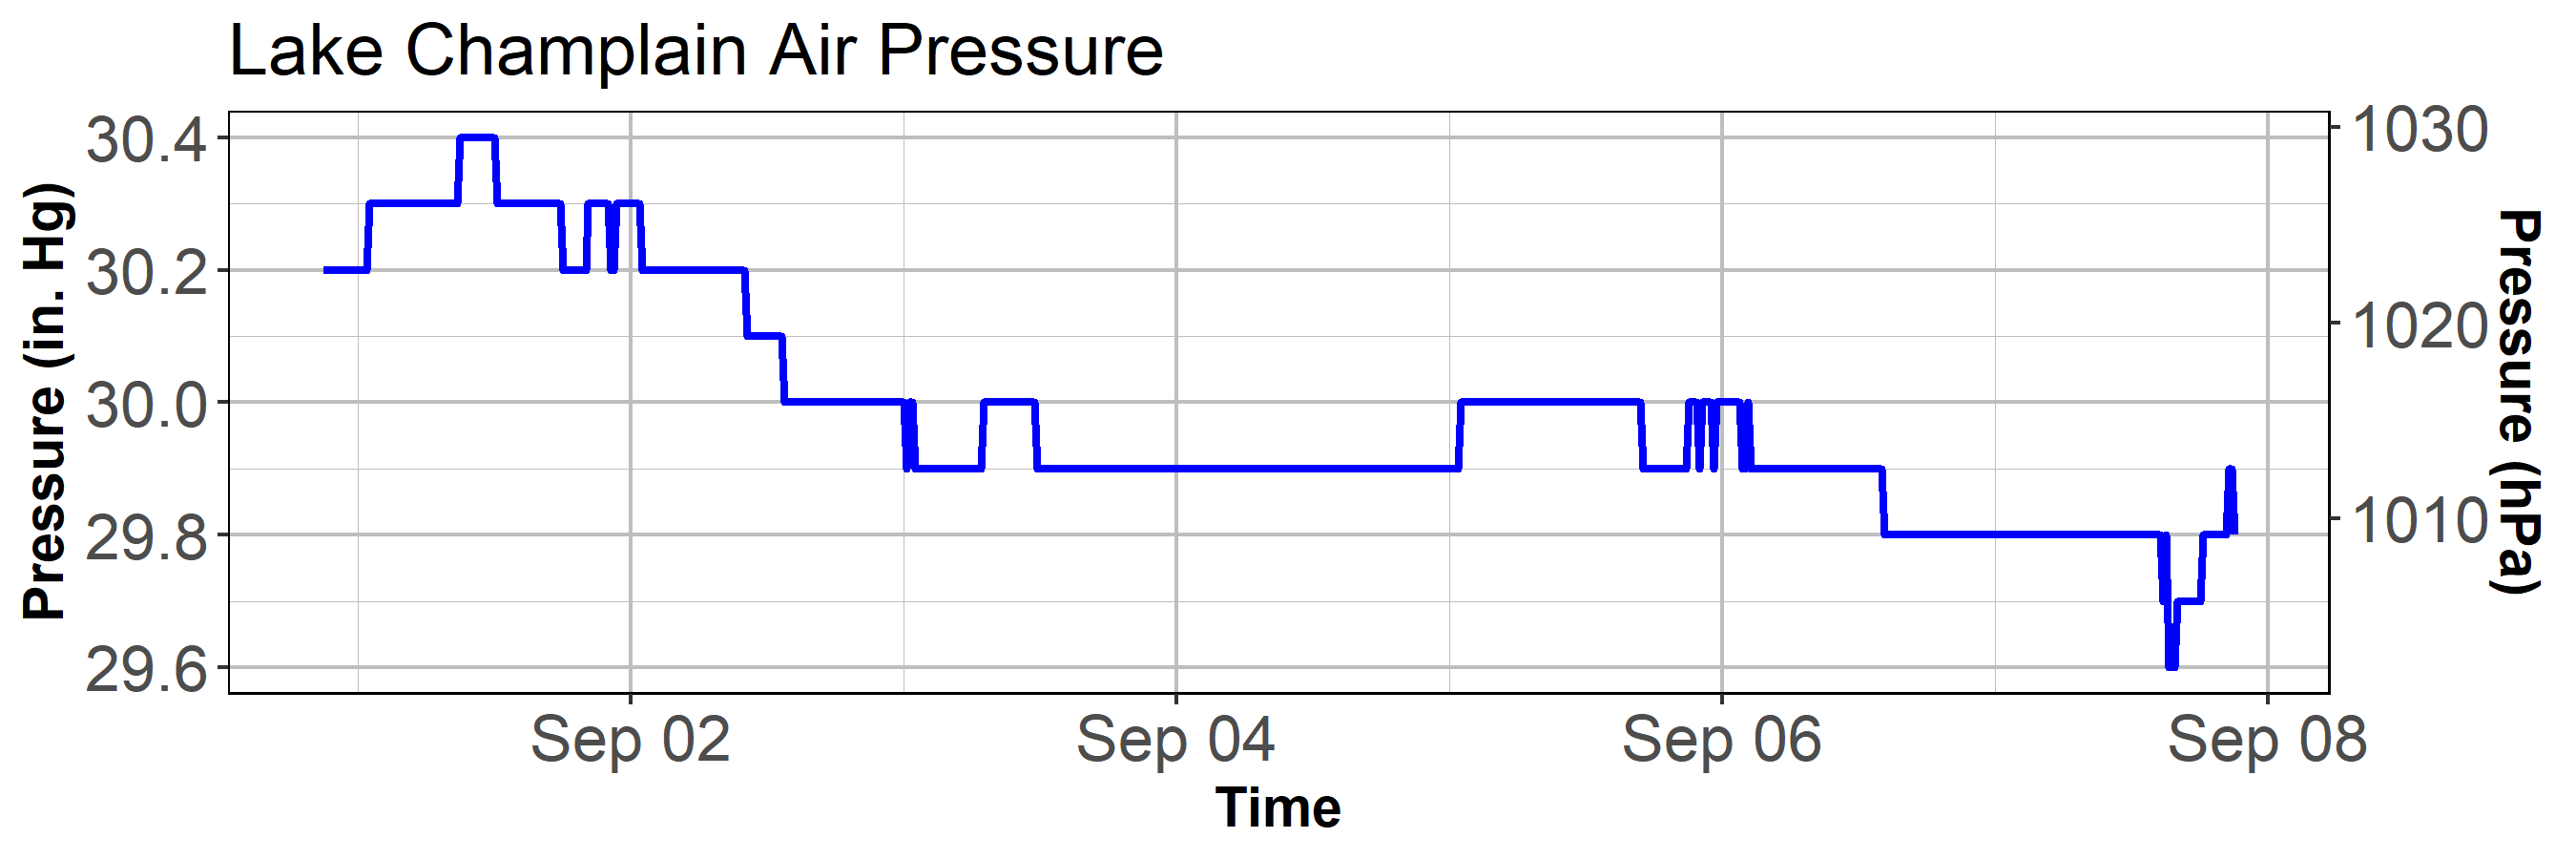 Lake Champlain Air Pressure
30.4
30.2
30.0
29.8
29.6
Pressure (in. Hg)
1030
1020
1010
Pressure (hPa)
Sep 02 Sep 04 Sep 06 Sep 08
Time